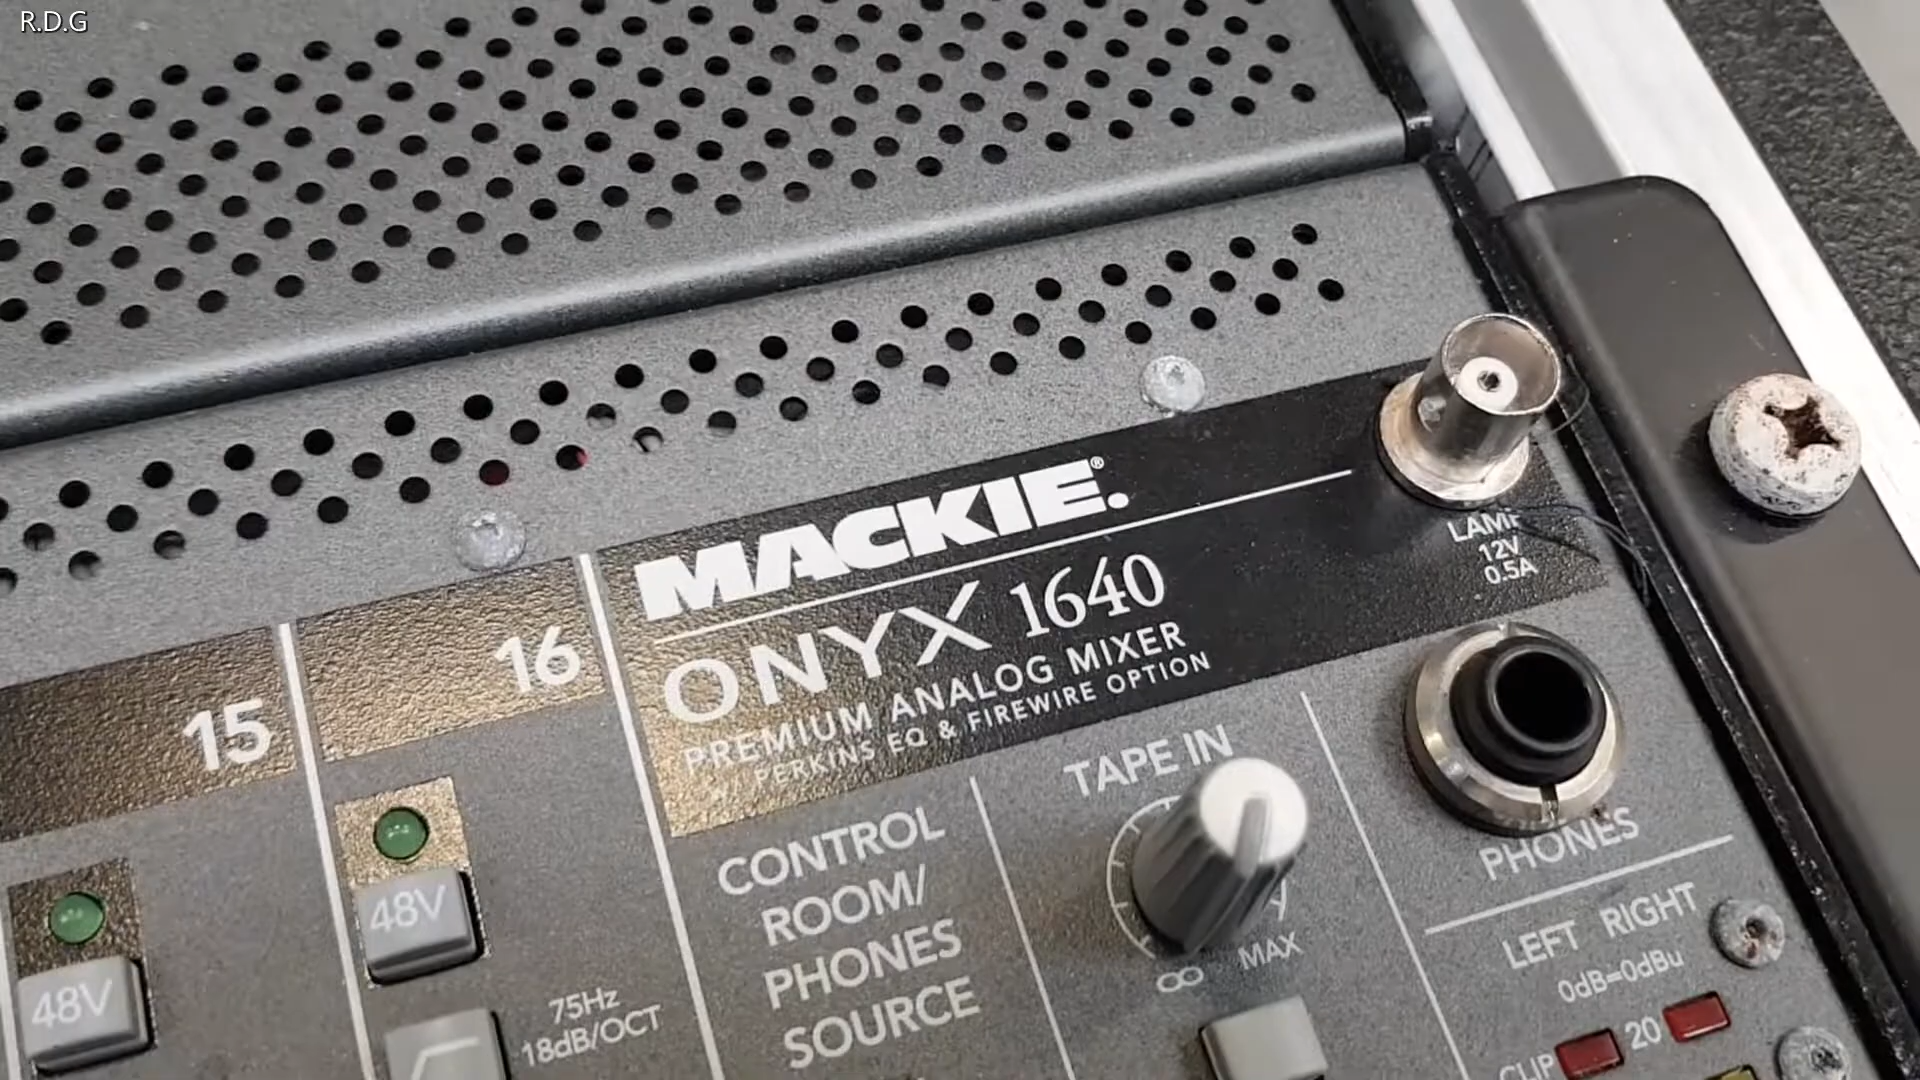 R.D.G
MACKIE.®
ONYX 1640
PREMIUM ANALOG MIXER
W/ PERKINS EQ & FIREWIRE OPTION
LAMP
12V
0.5A
15
16
48V
48V
75Hz
18dB/OCT
CONTROL
ROOM/
PHONES
SOURCE
TAPE IN
∞
MAX
PHONES
LEFT RIGHT
0dB=0dBu
CLIP
20